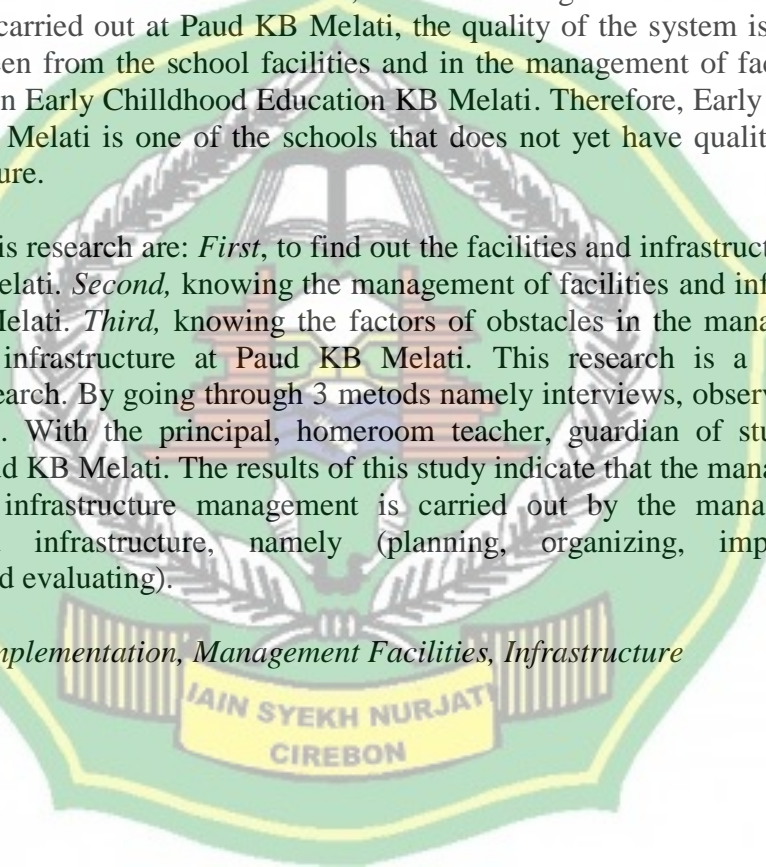 carried out at Paud KB Melati, the quality of the system is
een from the school facilities and in the management of fac
n Early Chilldhood Education KB Melati. Therefore, Early
Melati is one of the schools that does not yet have qualit
ure.
is research are: First, to find out the facilities and infrastruct
elati. Second, knowing the management of facilities and inf
Melati. Third, knowing the factors of obstacles in the mana
infrastructure at Paud KB Melati. This research is a
earch. By going through 3 metods namely interviews, observ
. With the principal, homeroom teacher, guardian of stu
ud KB Melati. The results of this study indicate that the mana
infrastructure management is carried out by the mana
infrastructure, namely (planning, organizing, imp
d evaluating).
mplementation, Management Facilities, Infrastructure
IAIN SYEKH NURJATI
CIREBON